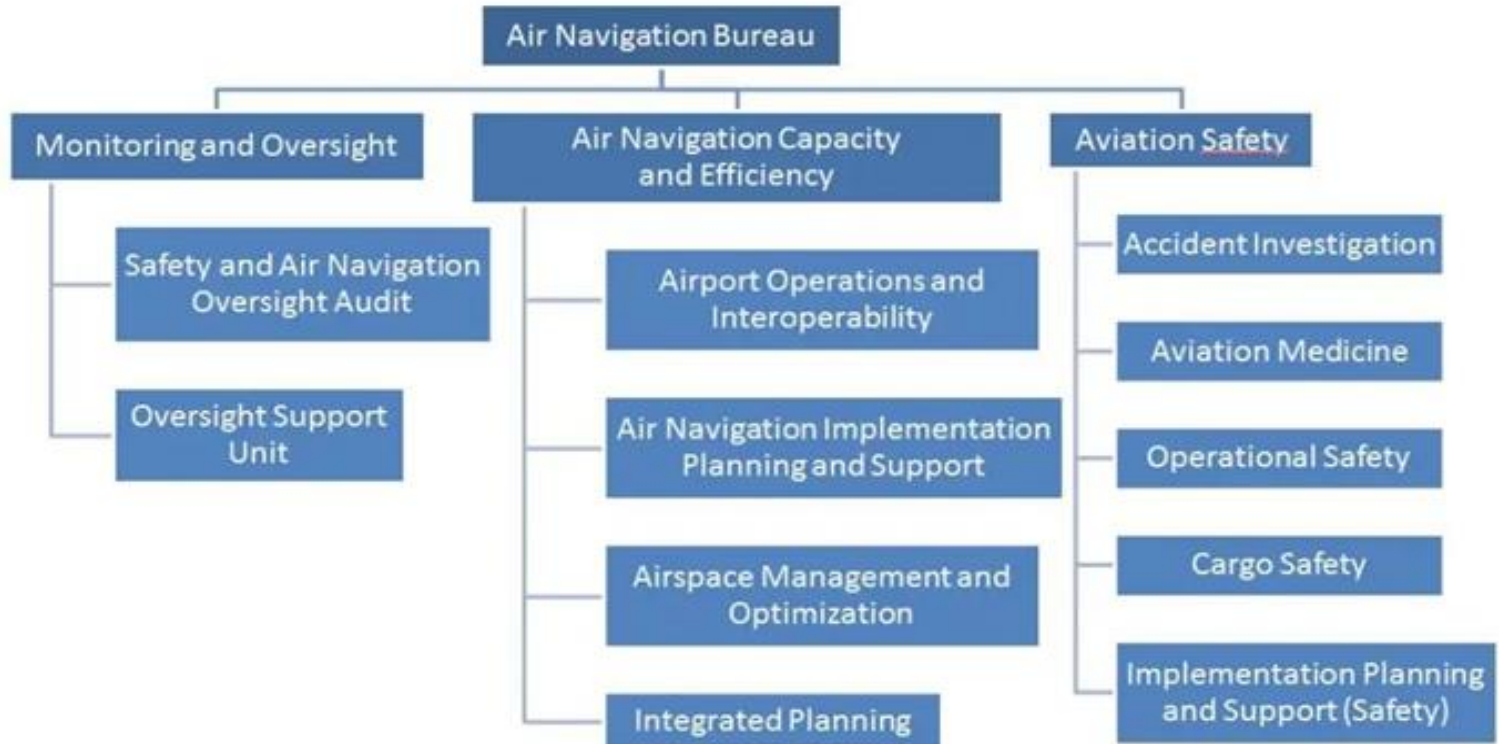 Air Navigation Bureau
Monitoring and Oversight
Safety and Air Navigation
Oversight Audit
Oversight Support
Unit
Air Navigation Capacity
and Efficiency
Airport Operations and
Interoperability
Air Navigation Implementation
Planning and Support
Airspace Management and
Optimization
Integrated Planning
Aviation Safety
Accident Investigation
Aviation Medicine
Operational Safety
Cargo Safety
Implementation Planning
and Support (Safety)